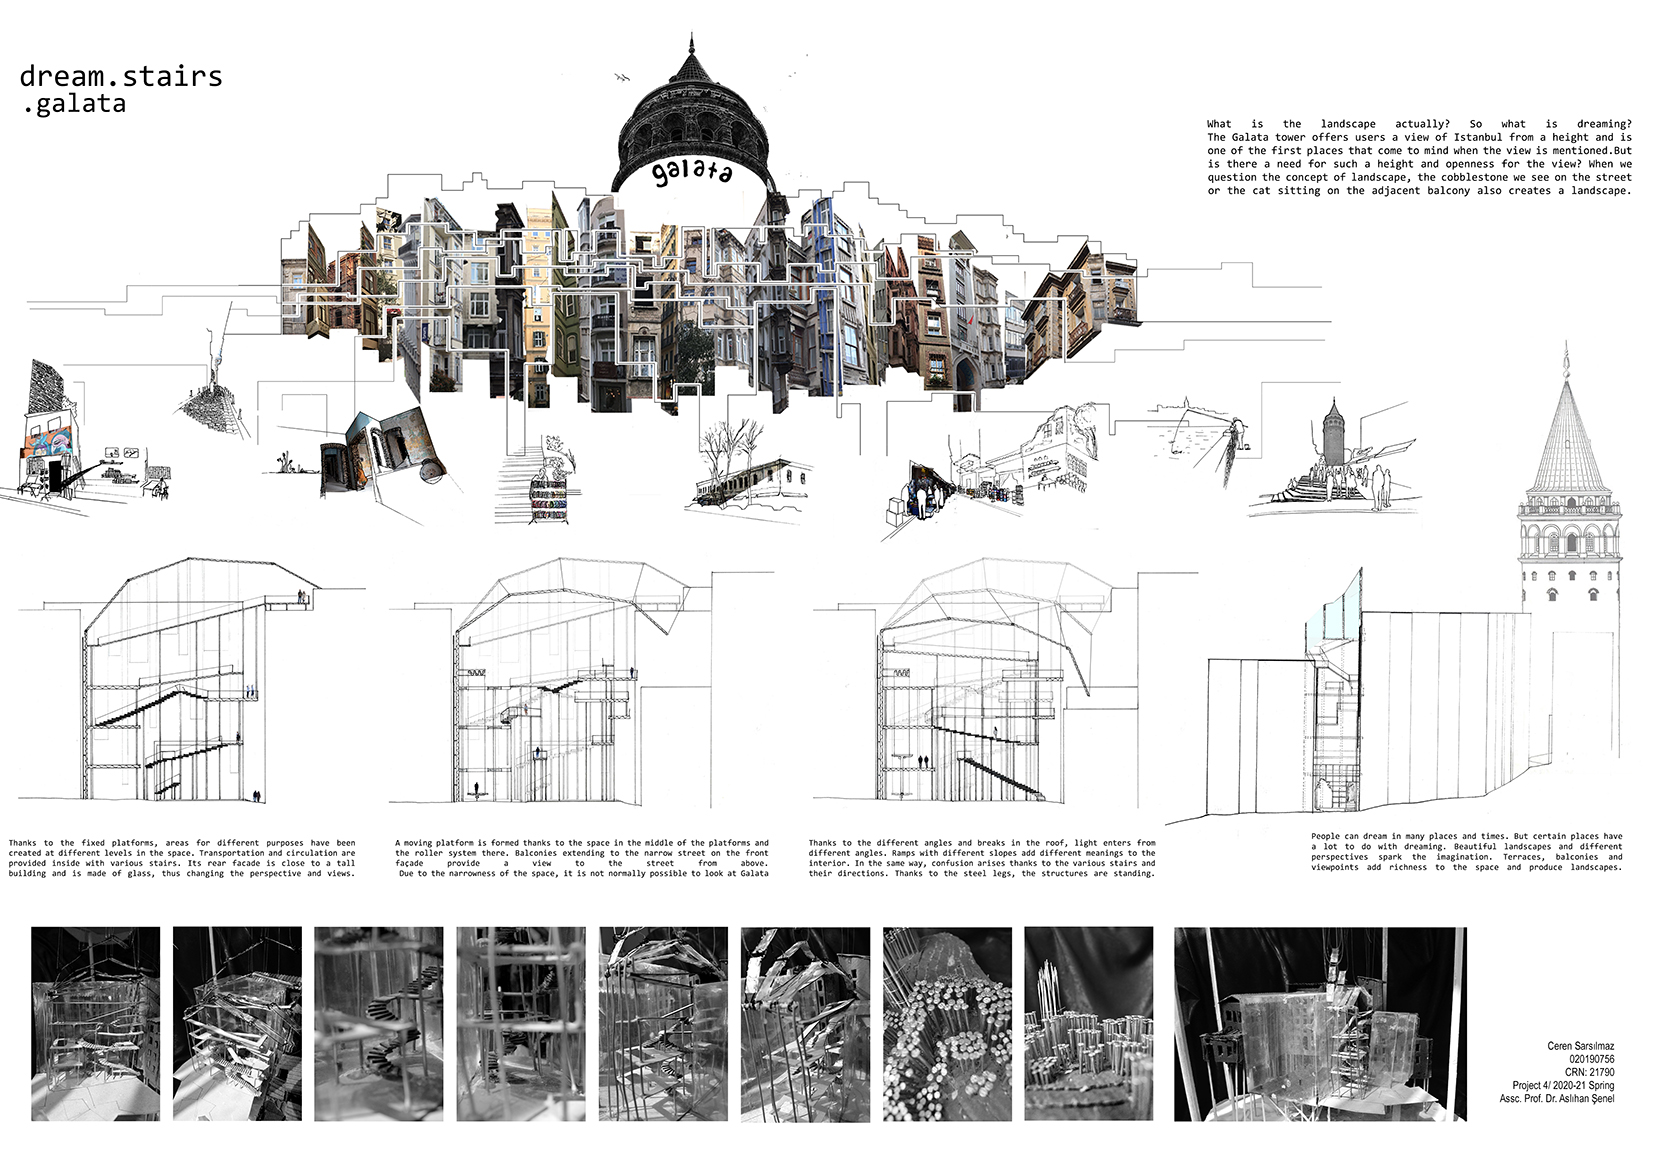 dream.stairs
.galata
galata
What is the landscape actually? So what is dreaming?
The Galata tower offers users a view of Istanbul from a height and is
one of the first places that come to mind when the view is mentioned.But
is there a need for such a height and openness for the view? When we
question the concept of landscape, the cobblestone we see on the street
or the cat sitting on the adjacent balcony also creates a landscape.
Thanks to the fixed platforms, areas for different purposes have been
created at different levels in the space. Transportation and circulation are
provided inside with various stairs. Its rear facade is close to a tall
building and is made of glass, thus changing the perspective and views.
A moving platform is formed thanks to the space in the middle of the platforms and
the roller system there. Balconies extending to the narrow street on the front
façade provide a view to the street from above.
Due to the narrowness of the space, it is not normally possible to look at Galata
Thanks to the different angles and breaks in the roof, light enters from
different angles. Ramps with different slopes add different meanings to the
interior. In the same way, confusion arises thanks to the various stairs and
their directions. Thanks to the steel legs, the structures are standing.
People can dream in many places and times. But certain places have
a lot to do with dreaming. Beautiful landscapes and different
perspectives spark the imagination. Terraces, balconies and
viewpoints add richness to the space and produce landscapes.
Ceren Sarsılmaz
020190756
CRN: 21790
Project 4/ 2020-21 Spring
Assc. Prof. Dr. Aslıhan Şenel